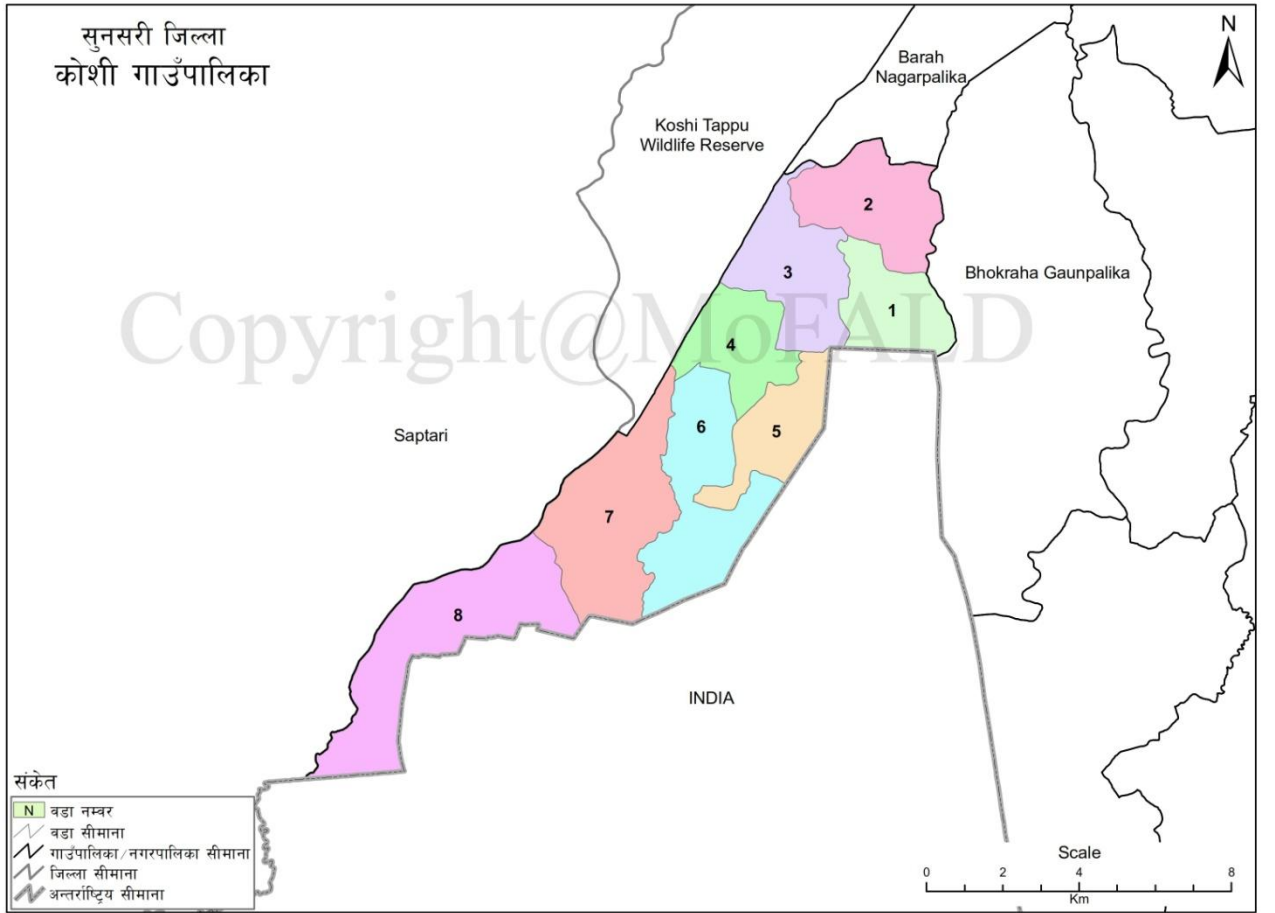 सुनसरी जिल्ला
कोशी गाउँपालिका
N
Barah
Nagarpalika
Koshi Tappu
Wildlife Reserve
2
3
Bhokraha Gaunpalika
1
Copyright@MoFALD
4
6
5
Saptari
7
8
INDIA
संकेत
N वडा नम्वर
वडा सीमाना
गाउँपालिका/नगरपालिका सीमाना
जिल्ला सीमाना
अन्तर्राष्ट्रिय सीमाना
Scale
0 2 4 8
Km